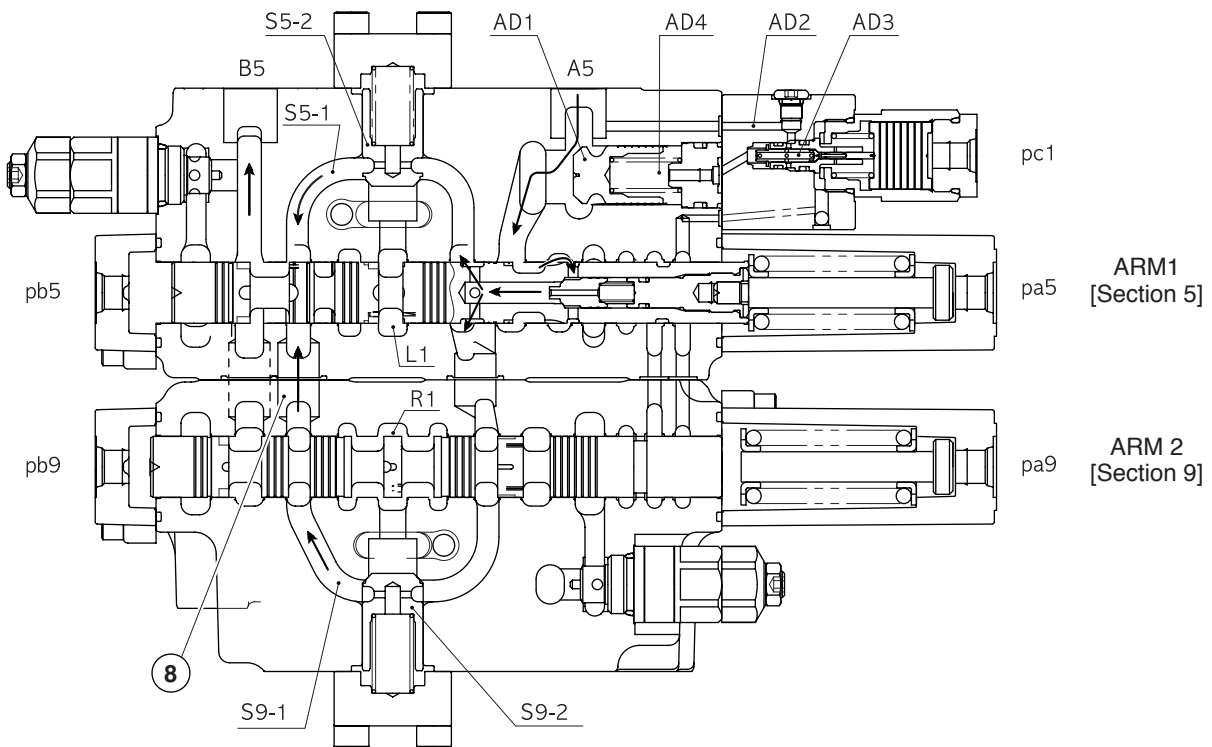 S5-2
AD1
AD4
AD2
AD3
B5
A5
S5-1
pc1
pb5
pa5
ARM1
[Section 5]
L1
R1
pb9
pa9
ARM 2
[Section 9]
8
S9-1
S9-2